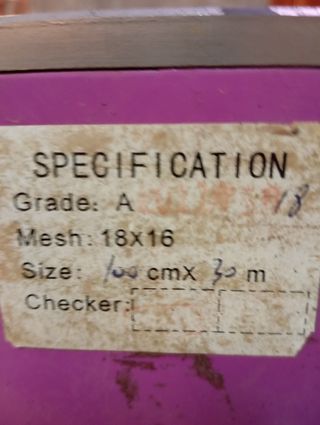 SPECIFICATION
Grade: A 18
Mesh: 18X16
Size: 100 cmX 30 m
Checker: